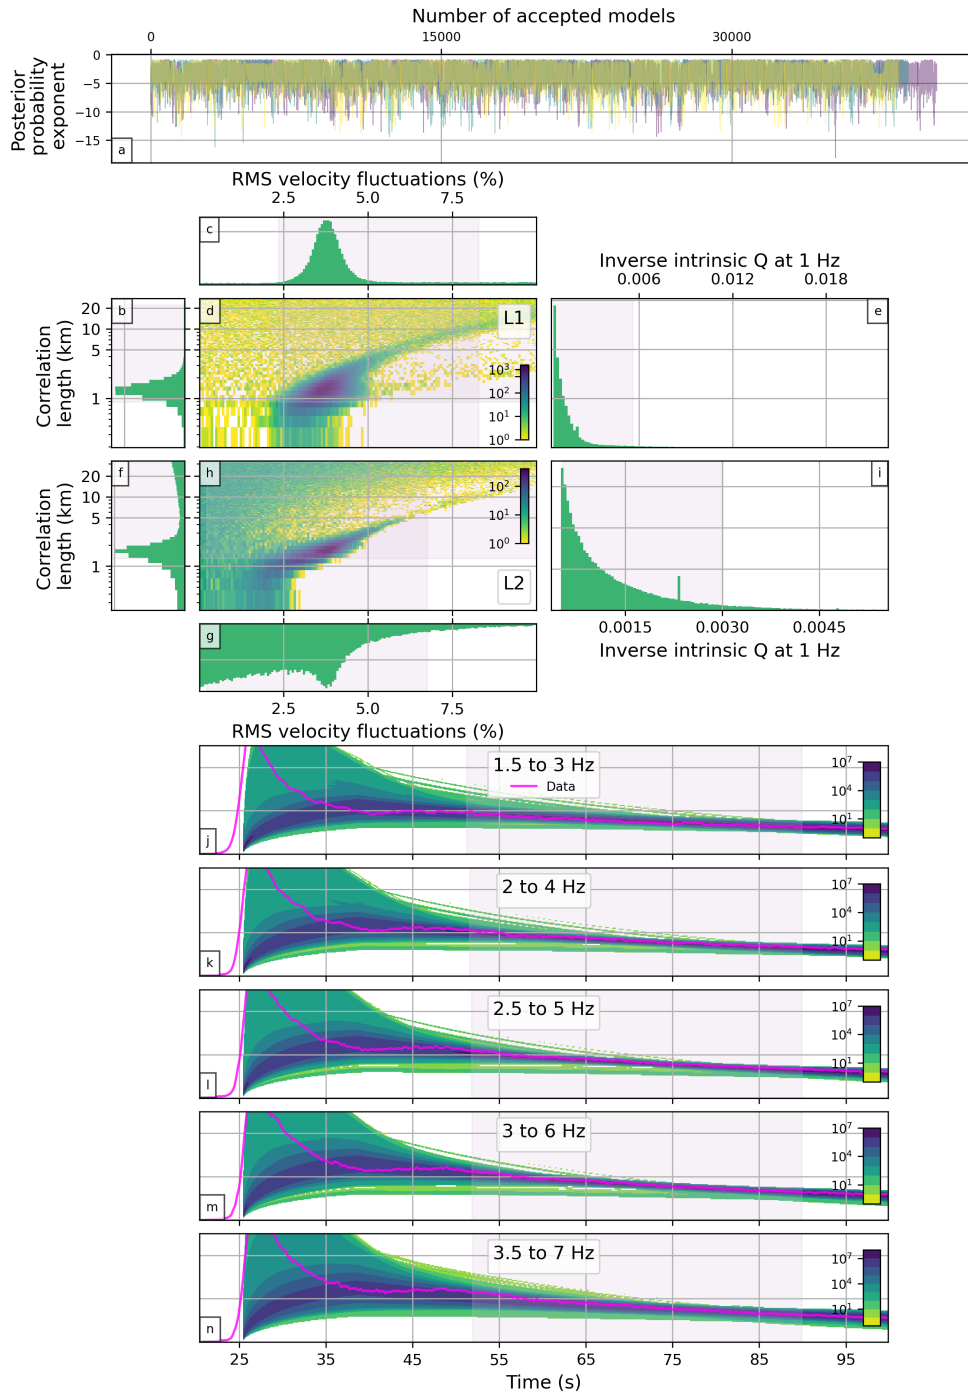 Number of accepted models
0 15000 30000
Posterior
probability
exponent
0
−5
−10
−15
a
RMS velocity fluctuations (%)
2.5 5.0 7.5
c
Inverse intrinsic Q at 1 Hz
0.006 0.012 0.018
Correlation
length (km)
20
10
5
1
b
d
L1
10³
10²
10¹
10⁰
e
Correlation
length (km)
20
10
5
1
f
h
10²
10¹
10⁰
L2
i
g
0.0015 0.0030 0.0045
Inverse intrinsic Q at 1 Hz
2.5 5.0 7.5
RMS velocity fluctuations (%)
1.5 to 3 Hz
Data
10⁷
10⁴
10¹
j
2 to 4 Hz
10⁷
10⁴
10¹
k
2.5 to 5 Hz
10⁷
10⁴
10¹
l
3 to 6 Hz
10⁷
10⁴
10¹
m
3.5 to 7 Hz
10⁷
10⁴
10¹
n
25 35 45 55 65 75 85 95
Time (s)